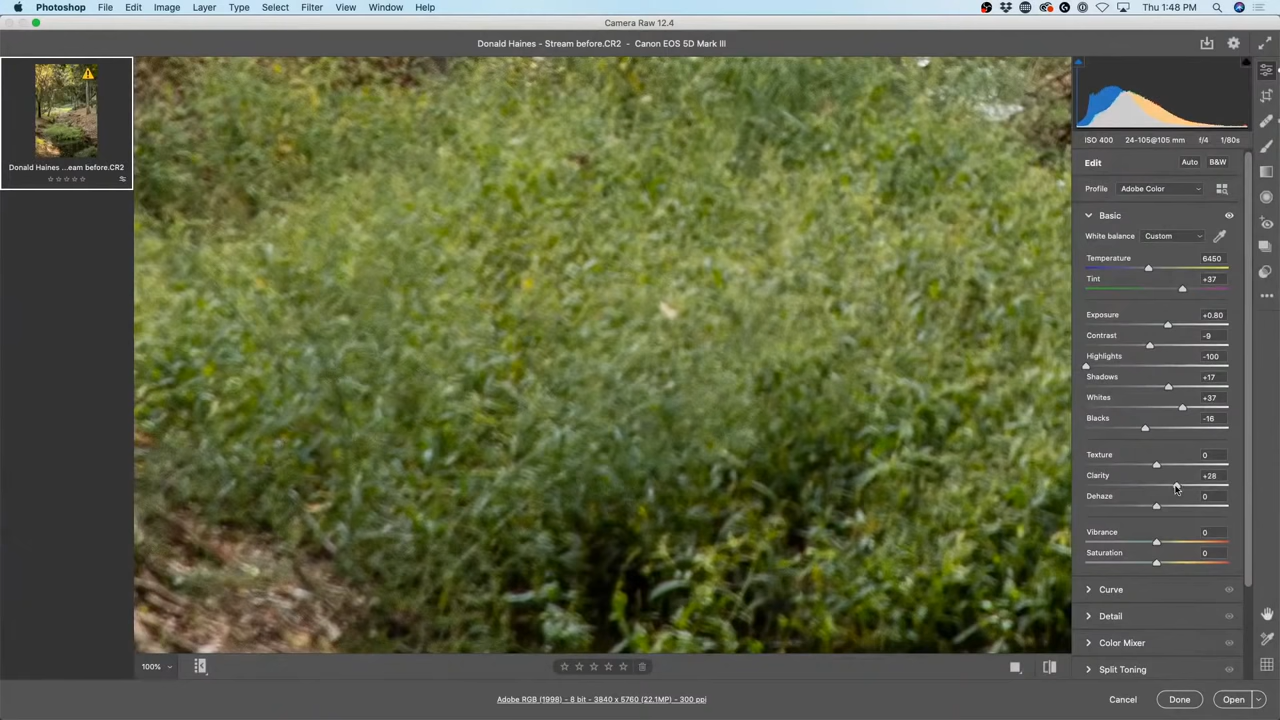 Photoshop File Edit Image Layer Type Select Filter View Window Help Thu 1:48 PM
Camera Raw 12.4
Donald Haines - Stream before.CR2 - Canon EOS 5D Mark III
ISO 400 24-105@105 mm f/4 1/80s
Edit Auto B&W
Donald Haines ...eam before.CR2
Profile Adobe Color
Basic
White balance Custom
Temperature 6450
Tint +37
Exposure +0.80
Contrast -9
Highlights -100
Shadows +17
Whites +37
Blacks -16
Texture 0
Clarity +28
Dehaze 0
Vibrance 0
Saturation 0
Curve
Detail
Color Mixer
Split Toning
100%
Adobe RGB (1998) - 8 bit - 3840 x 5760 (22.1MP) - 300 ppi
Cancel Done Open